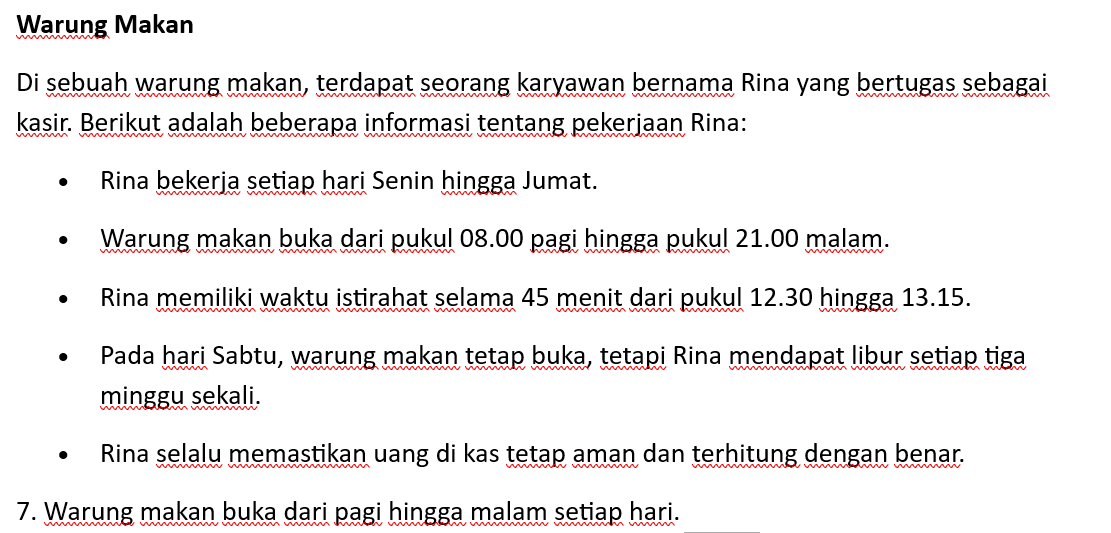 Warung Makan
Di sebuah warung makan, terdapat seorang karyawan bernama Rina yang bertugas sebagai
kasir. Berikut adalah beberapa informasi tentang pekerjaan Rina:
• Rina bekerja setiap hari Senin hingga Jumat.
• Warung makan buka dari pukul 08.00 pagi hingga pukul 21.00 malam.
• Rina memiliki waktu istirahat selama 45 menit dari pukul 12.30 hingga 13.15.
• Pada hari Sabtu, warung makan tetap buka, tetapi Rina mendapat libur setiap tiga
minggu sekali.
• Rina selalu memastikan uang di kas tetap aman dan terhitung dengan benar.
7. Warung makan buka dari pagi hingga malam setiap hari.